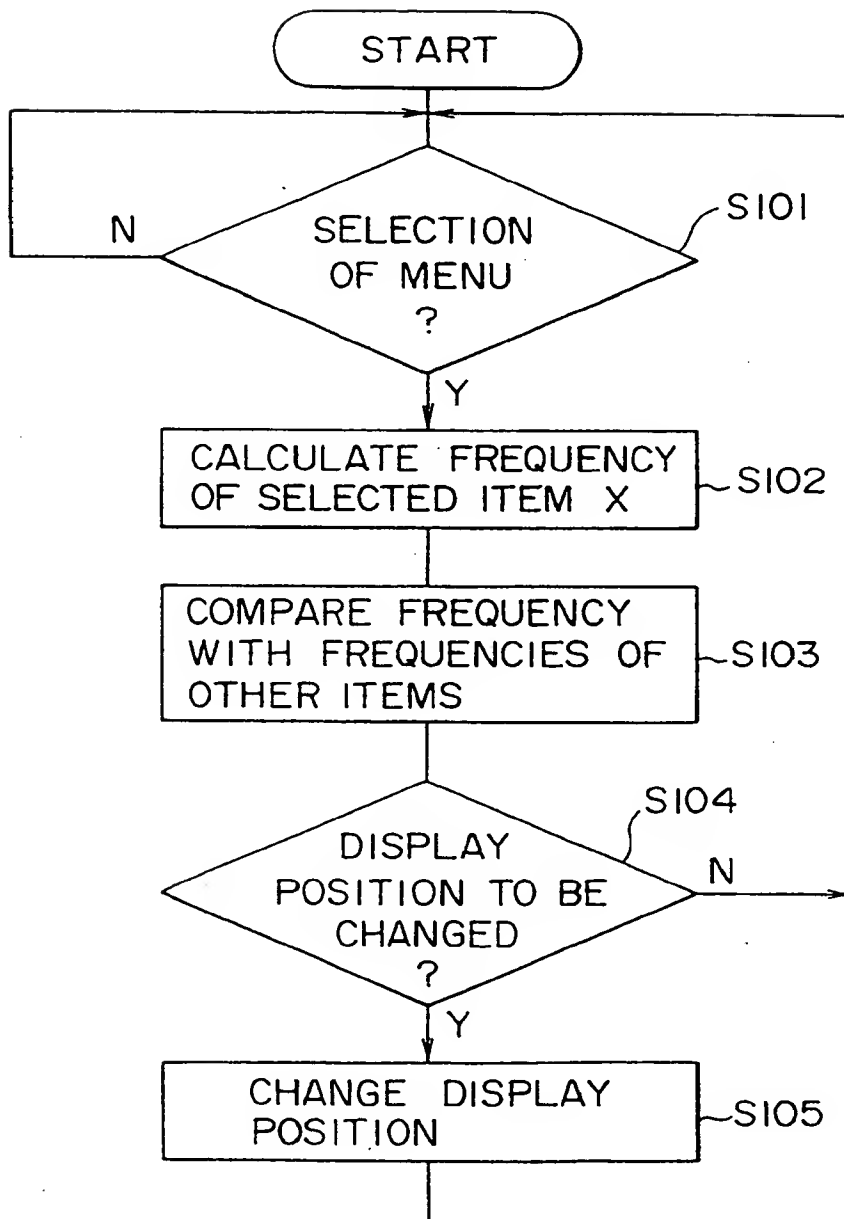 START
N
SELECTION
OF MENU
?
S101
Y
CALCULATE FREQUENCY
OF SELECTED ITEM X
S102
COMPARE FREQUENCY
WITH FREQUENCIES OF
OTHER ITEMS
S103
S104
DISPLAY
POSITION TO BE
CHANGED
?
N
Y
CHANGE DISPLAY
POSITION
S105